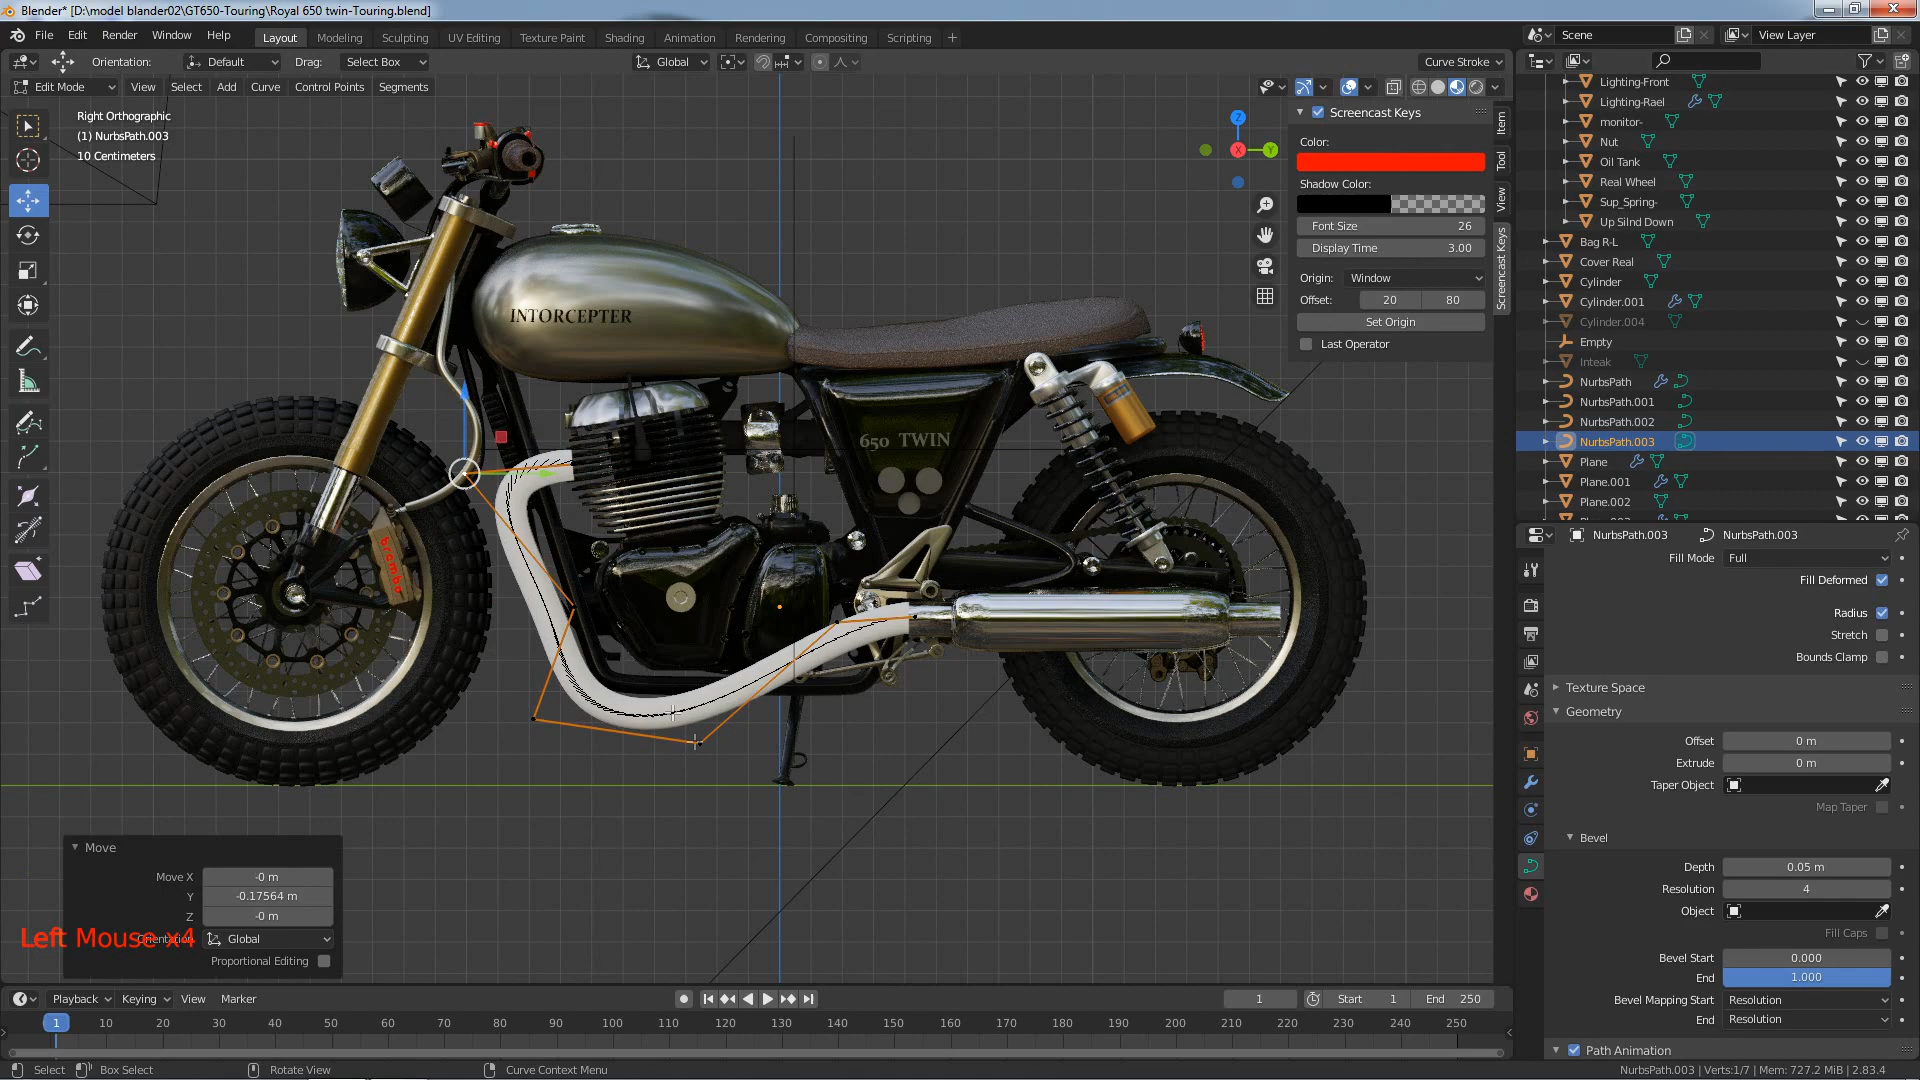 Blender* [D:\model blander02\GT650-Touring\Royal 650 twin-Touring.blend]
File Edit Render Window Help Layout Modeling Sculpting UV Editing Texture Paint Shading Animation Rendering Compositing Scripting + Scene View Layer
Orientation: Default Drag: Select Box Global Curve Stroke
Edit Mode View Select Add Curve Control Points Segments
Right Orthographic
(1) NurbsPath.003
10 Centimeters
Z
X
Y
Screencast Keys
Color:
Shadow Color:
Font Size 26
Display Time 3.00
Origin: Window
Offset: 20 80
Set Origin
Last Operator
Item
Tool
View
Screencast Keys
INTORCEPTER
650 TWIN
brembo
Lighting-Front
Lighting-Rael
monitor-
Nut
Oil Tank
Real Wheel
Sup_Spring-
Up Silnd Down
Bag R-L
Cover Real
Cylinder
Cylinder.001
Cylinder.004
Empty
Inteak
NurbsPath
NurbsPath.001
NurbsPath.002
NurbsPath.003
Plane
Plane.001
Plane.002
NurbsPath.003 NurbsPath.003
Fill Mode Full
Fill Deformed
Radius
Stretch
Bounds Clamp
Texture Space
Geometry
Offset 0 m
Extrude 0 m
Taper Object
Map Taper
Bevel
Depth 0.05 m
Resolution 4
Object
Fill Caps
Bevel Start 0.000
End 1.000
Bevel Mapping Start Resolution
End Resolution
Path Animation
Move
Move X -0 m
Y -0.17564 m
Z -0 m
Orientation Global
Left Mouse x4
Proportional Editing
Playback Keying View Marker 1 Start 1 End 250
1 10 20 30 40 50 60 70 80 90 100 110 120 130 140 150 160 170 180 190 200 210 220 230 240 250
Select Box Select Rotate View Curve Context Menu NurbsPath.003 | Verts:1/7 | Mem: 727.2 MiB | 2.83.4